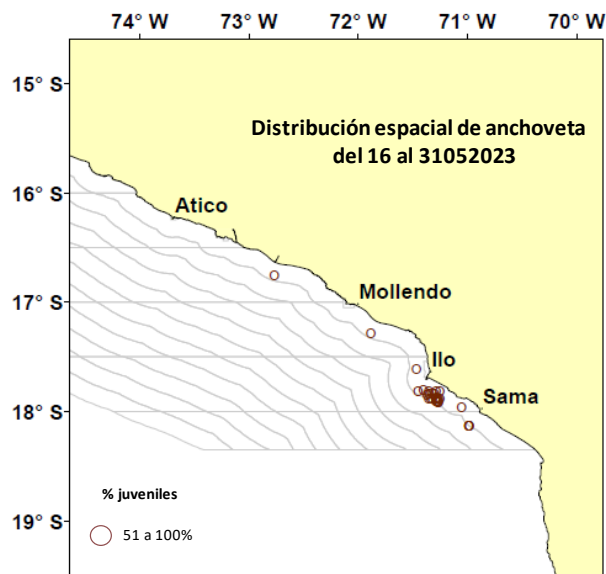 74° W 73° W 72° W 71° W 70° W
15° S
Distribución espacial de anchoveta
del 16 al 31052023
16° S
Atico
17° S
Mollendo
Ilo
18° S
Sama
% juveniles
19° S
51 a 100%